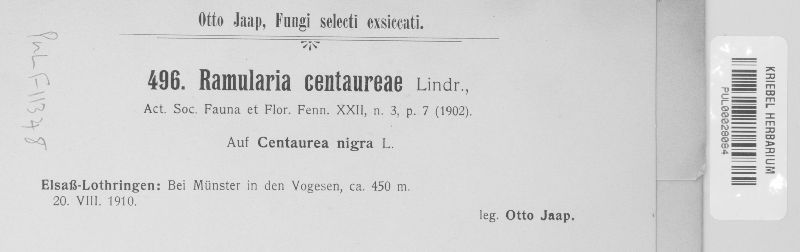 Otto Jaap, Fungi selecti exsiccati.
496. Ramularia centaureae Lindr.,
Act. Soc. Fauna et Flor. Fenn. XXII, n. 3, p. 7 (1902).
Auf Centaurea nigra L.
Elsaß-Lothringen: Bei Münster in den Vogesen, ca. 450 m.
20. VIII. 1910.
leg. Otto Jaap.
PUL F11378
KRIEBEL HERBARIUM
PUL00028084